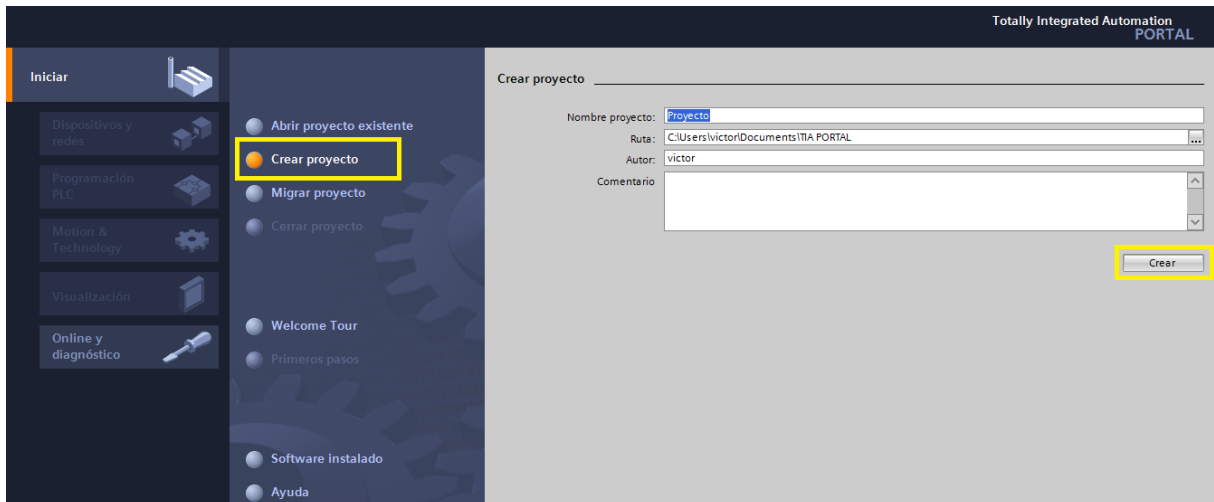 Totally Integrated Automation
PORTAL
Iniciar
Dispositivos y
redes
Programación
PLC
Motion &
Technology
Visualización
Online y
diagnóstico
Abrir proyecto existente
Crear proyecto
Migrar proyecto
Cerrar proyecto
Welcome Tour
Primeros pasos
Software instalado
Ayuda
Crear proyecto
Nombre proyecto: Proyecto
Ruta: C:\Users\victor\Documents\TIA PORTAL ...
Autor: victor
Comentario
Crear